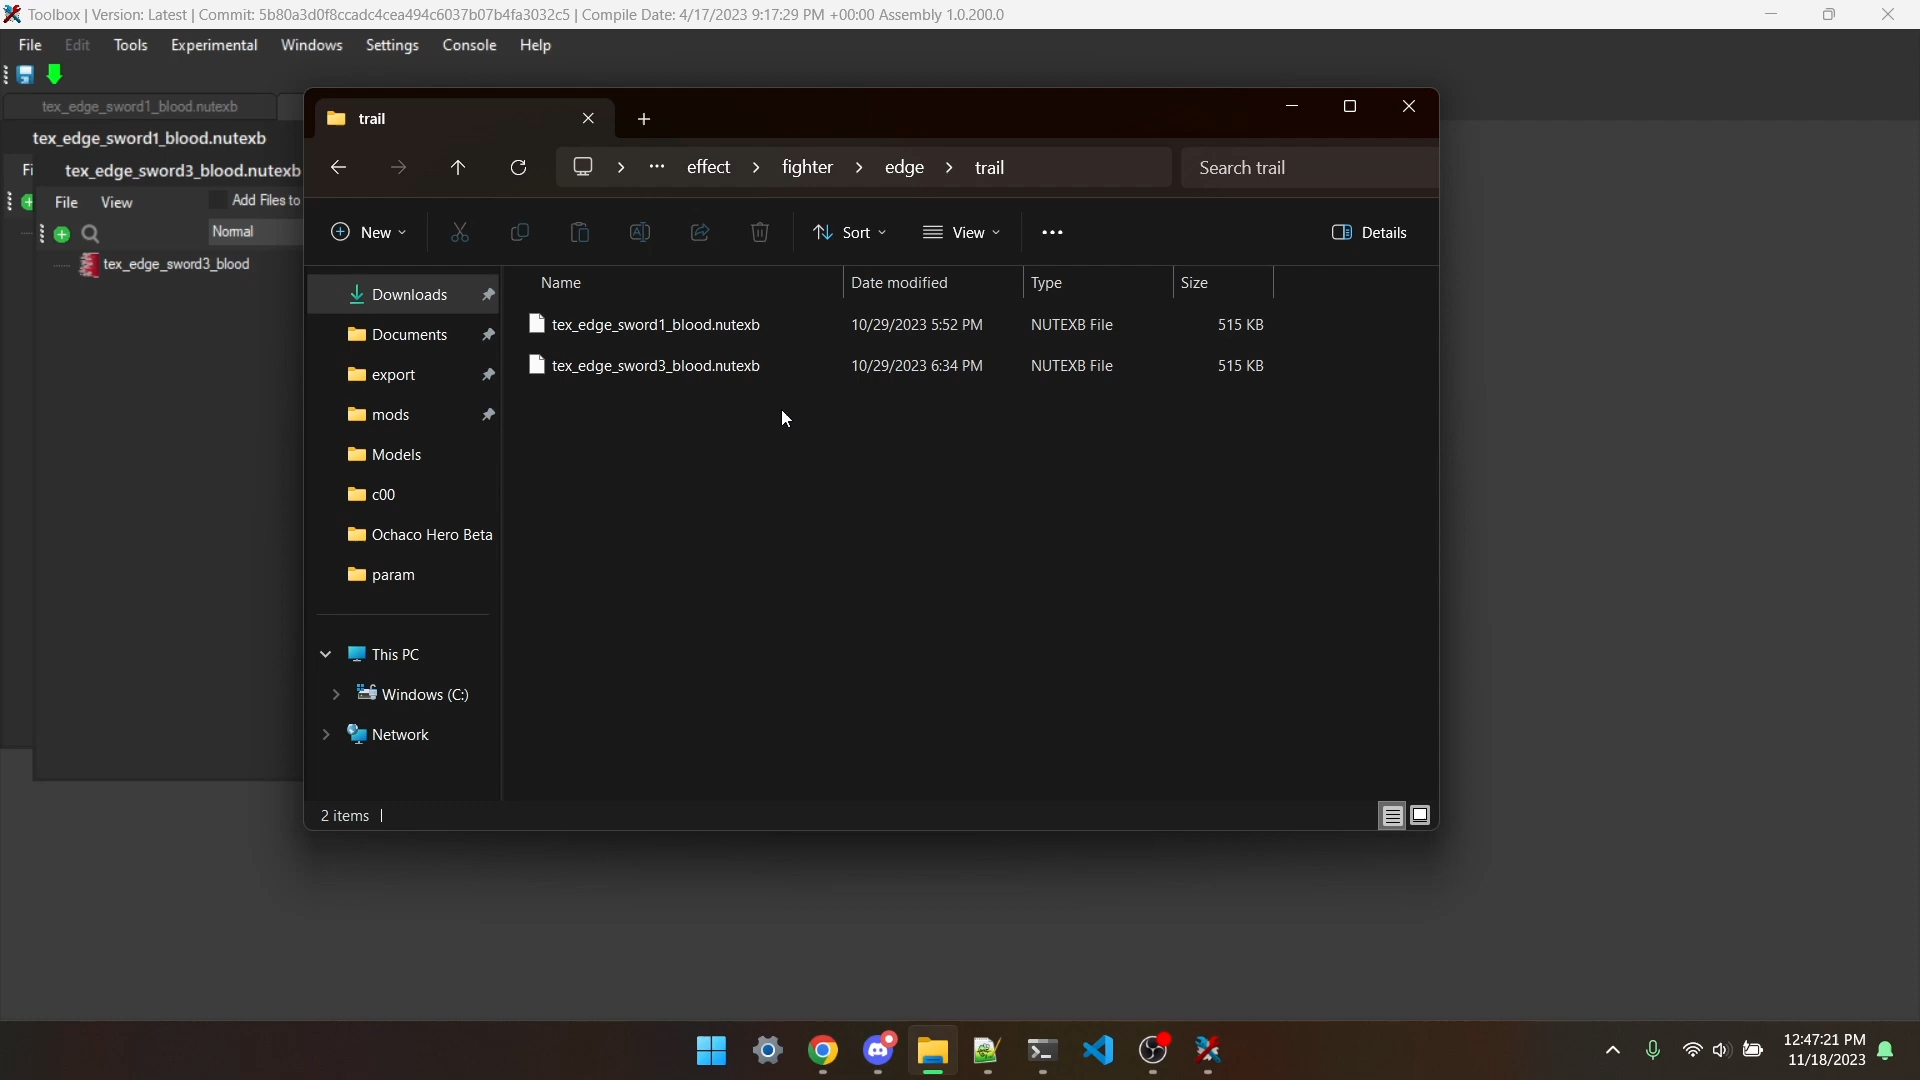 Toolbox | Version: Latest | Commit: 5b80a3d0f8ccadc4cea494c6037b07b4fa3032c5 | Compile Date: 4/17/2023 9:17:29 PM +00:00 Assembly 1.0.200.0
File Edit Tools Experimental Windows Settings Console Help
tex_edge_sword1_blood.nutexb
tex_edge_sword1_blood.nutexb
Fi
tex_edge_sword3_blood.nutexb
File View Add Files to
Normal
tex_edge_sword3_blood
trail
effect > fighter > edge > trail
Search trail
New Sort View Details
Name Date modified Type Size
tex_edge_sword1_blood.nutexb 10/29/2023 5:52 PM NUTEXB File 515 KB
tex_edge_sword3_blood.nutexb 10/29/2023 6:34 PM NUTEXB File 515 KB
Downloads
Documents
export
mods
Models
c00
Ochaco Hero Beta
param
This PC
Windows (C:)
Network
2 items
12:47:21 PM
11/18/2023